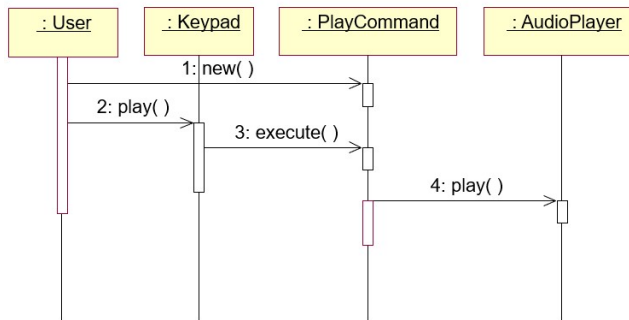 : User
: Keypad
: PlayCommand
: AudioPlayer
1: new( )
2: play( )
3: execute( )
4: play( )